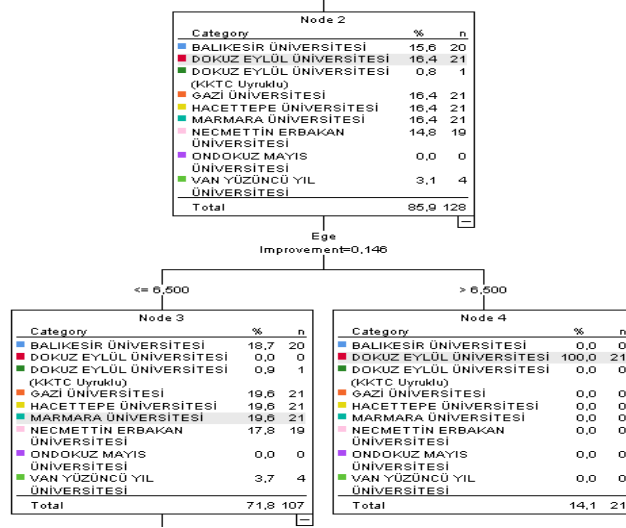 Node 2
Category % n
BALIKESİR ÜNİVERSİTESİ 15,6 20
DOKUZ EYLÜL ÜNİVERSİTESİ 16,4 21
DOKUZ EYLÜL ÜNİVERSİTESİ 0,8 1
(KKTC Uyruklu)
GAZİ ÜNİVERSİTESİ 16,4 21
HACETTEPE ÜNİVERSİTESİ 16,4 21
MARMARA ÜNİVERSİTESİ 16,4 21
NECMETTİN ERBAKAN 14,8 19
ÜNİVERSİTESİ
ONDOKUZ MAYIS 0,0 0
ÜNİVERSİTESİ
VAN YÜZÜNCÜ YIL 3,1 4
ÜNİVERSİTESİ
Total 85,9 128
Ege
Improvement=0,146
<= 6,500
> 6,500
Node 3
Category % n
BALIKESİR ÜNİVERSİTESİ 18,7 20
DOKUZ EYLÜL ÜNİVERSİTESİ 0,0 0
DOKUZ EYLÜL ÜNİVERSİTESİ 0,9 1
(KKTC Uyruklu)
GAZİ ÜNİVERSİTESİ 19,6 21
HACETTEPE ÜNİVERSİTESİ 19,6 21
MARMARA ÜNİVERSİTESİ 19,6 21
NECMETTİN ERBAKAN 17,8 19
ÜNİVERSİTESİ
ONDOKUZ MAYIS 0,0 0
ÜNİVERSİTESİ
VAN YÜZÜNCÜ YIL 3,7 4
ÜNİVERSİTESİ
Total 71,8 107
Node 4
Category % n
BALIKESİR ÜNİVERSİTESİ 0,0 0
DOKUZ EYLÜL ÜNİVERSİTESİ 100,0 21
DOKUZ EYLÜL ÜNİVERSİTESİ 0,0 0
(KKTC Uyruklu)
GAZİ ÜNİVERSİTESİ 0,0 0
HACETTEPE ÜNİVERSİTESİ 0,0 0
MARMARA ÜNİVERSİTESİ 0,0 0
NECMETTİN ERBAKAN 0,0 0
ÜNİVERSİTESİ
ONDOKUZ MAYIS 0,0 0
ÜNİVERSİTESİ
VAN YÜZÜNCÜ YIL 0,0 0
ÜNİVERSİTESİ
Total 14,1 21